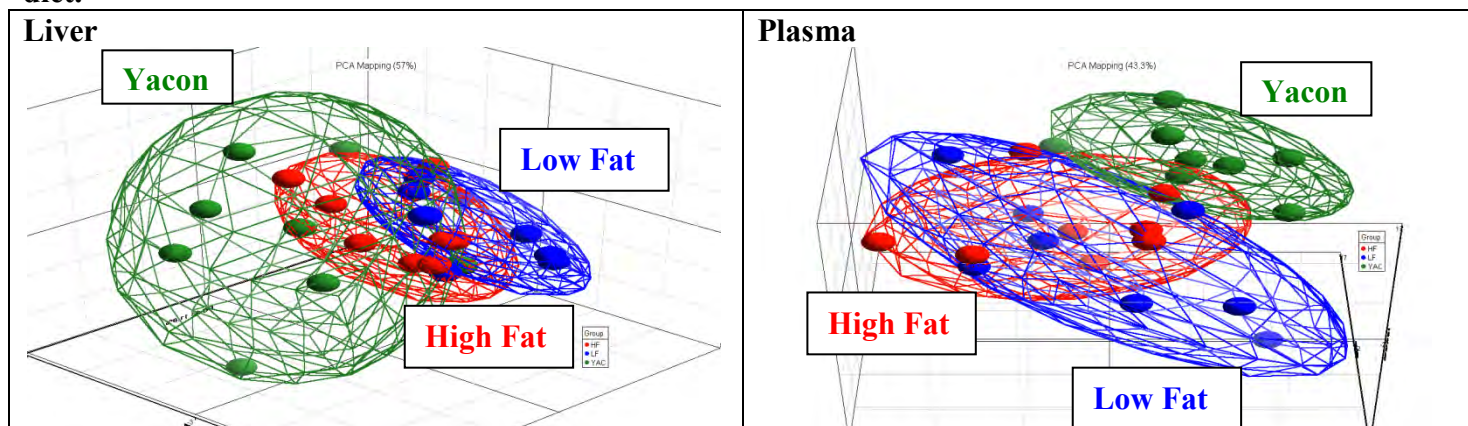 diet.
Liver
PCA Mapping (57%)
Yacon
Low Fat
High Fat
Group
HF
LF
YAC
Plasma
PCA Mapping (43.3%)
Yacon
Group
HF
LF
YAC
High Fat
Low Fat